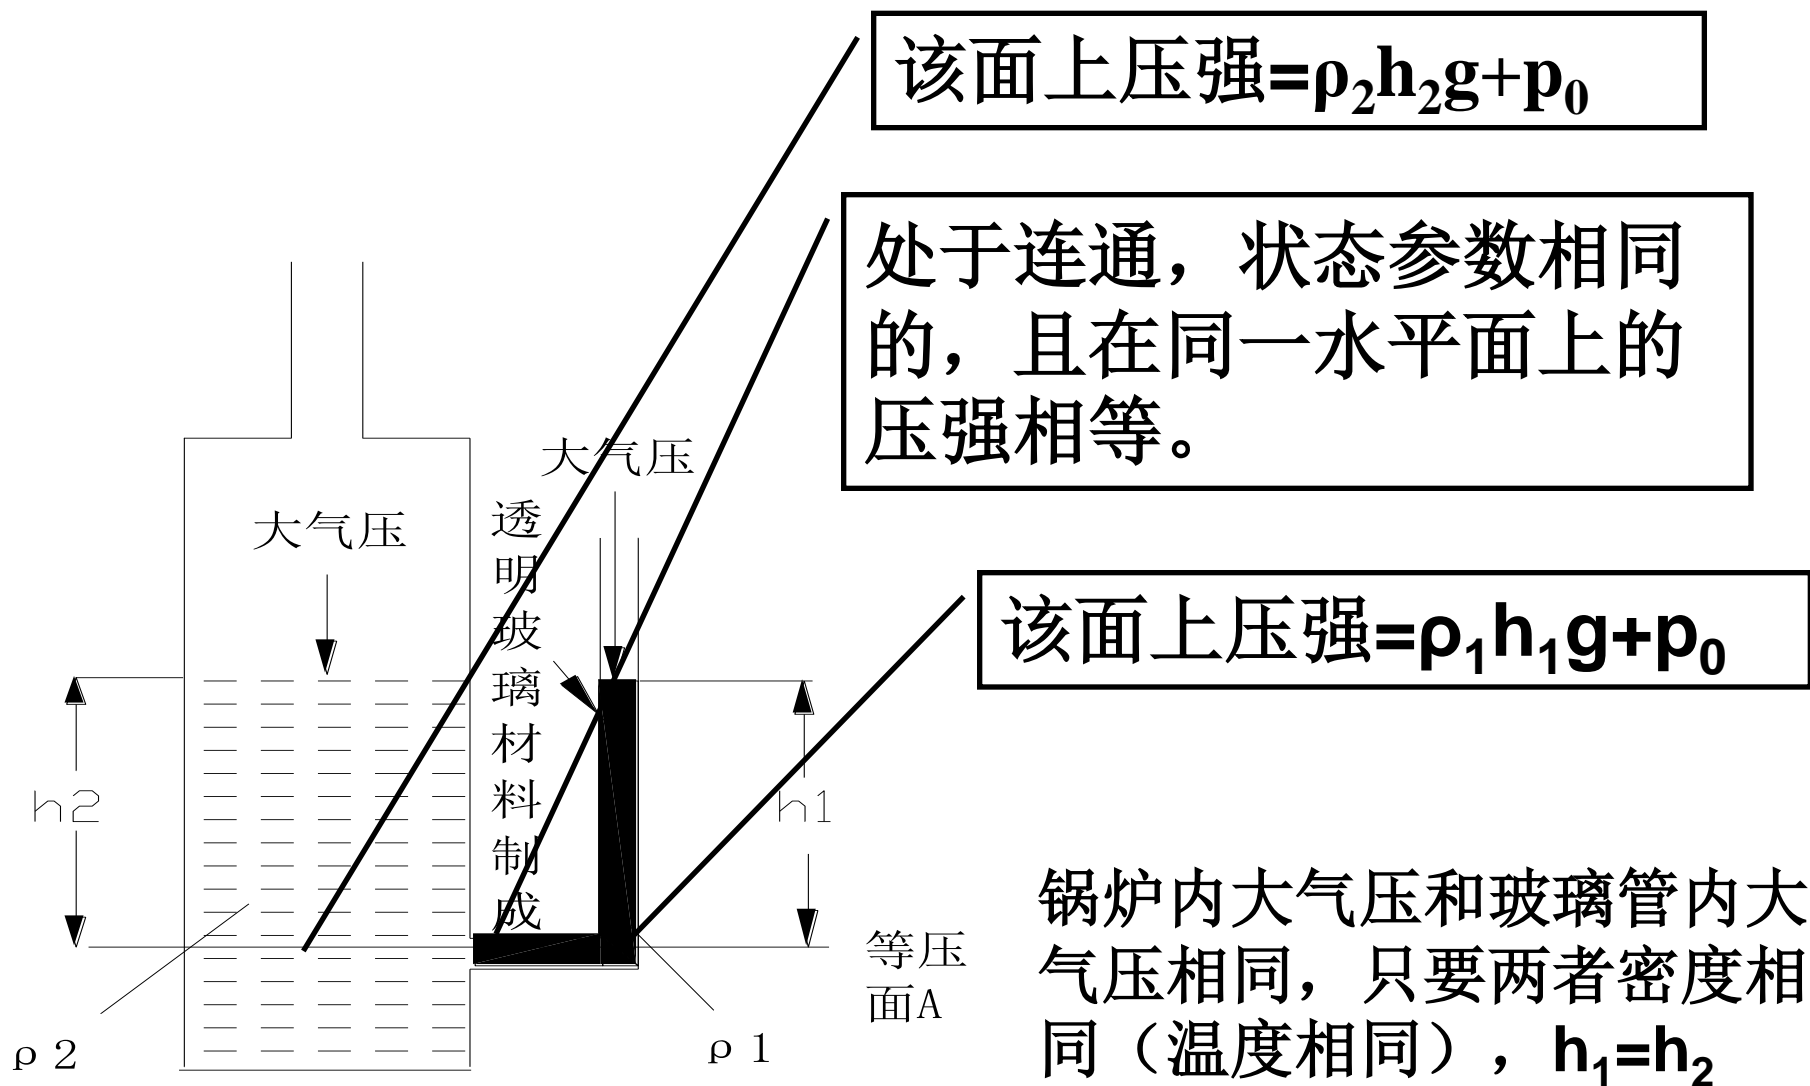 该面上压强=ρ₂h₂g+p₀
处于连通，状态参数相同
的，且在同一水平面上的
压强相等。
大气压
大气压
透
明
玻
璃
材
料
制
成
该面上压强=ρ₁h₁g+p₀
h2
h1
等压
面A
ρ2
ρ1
锅炉内大气压和玻璃管内大
气压相同，只要两者密度相
同（温度相同），h₁=h₂